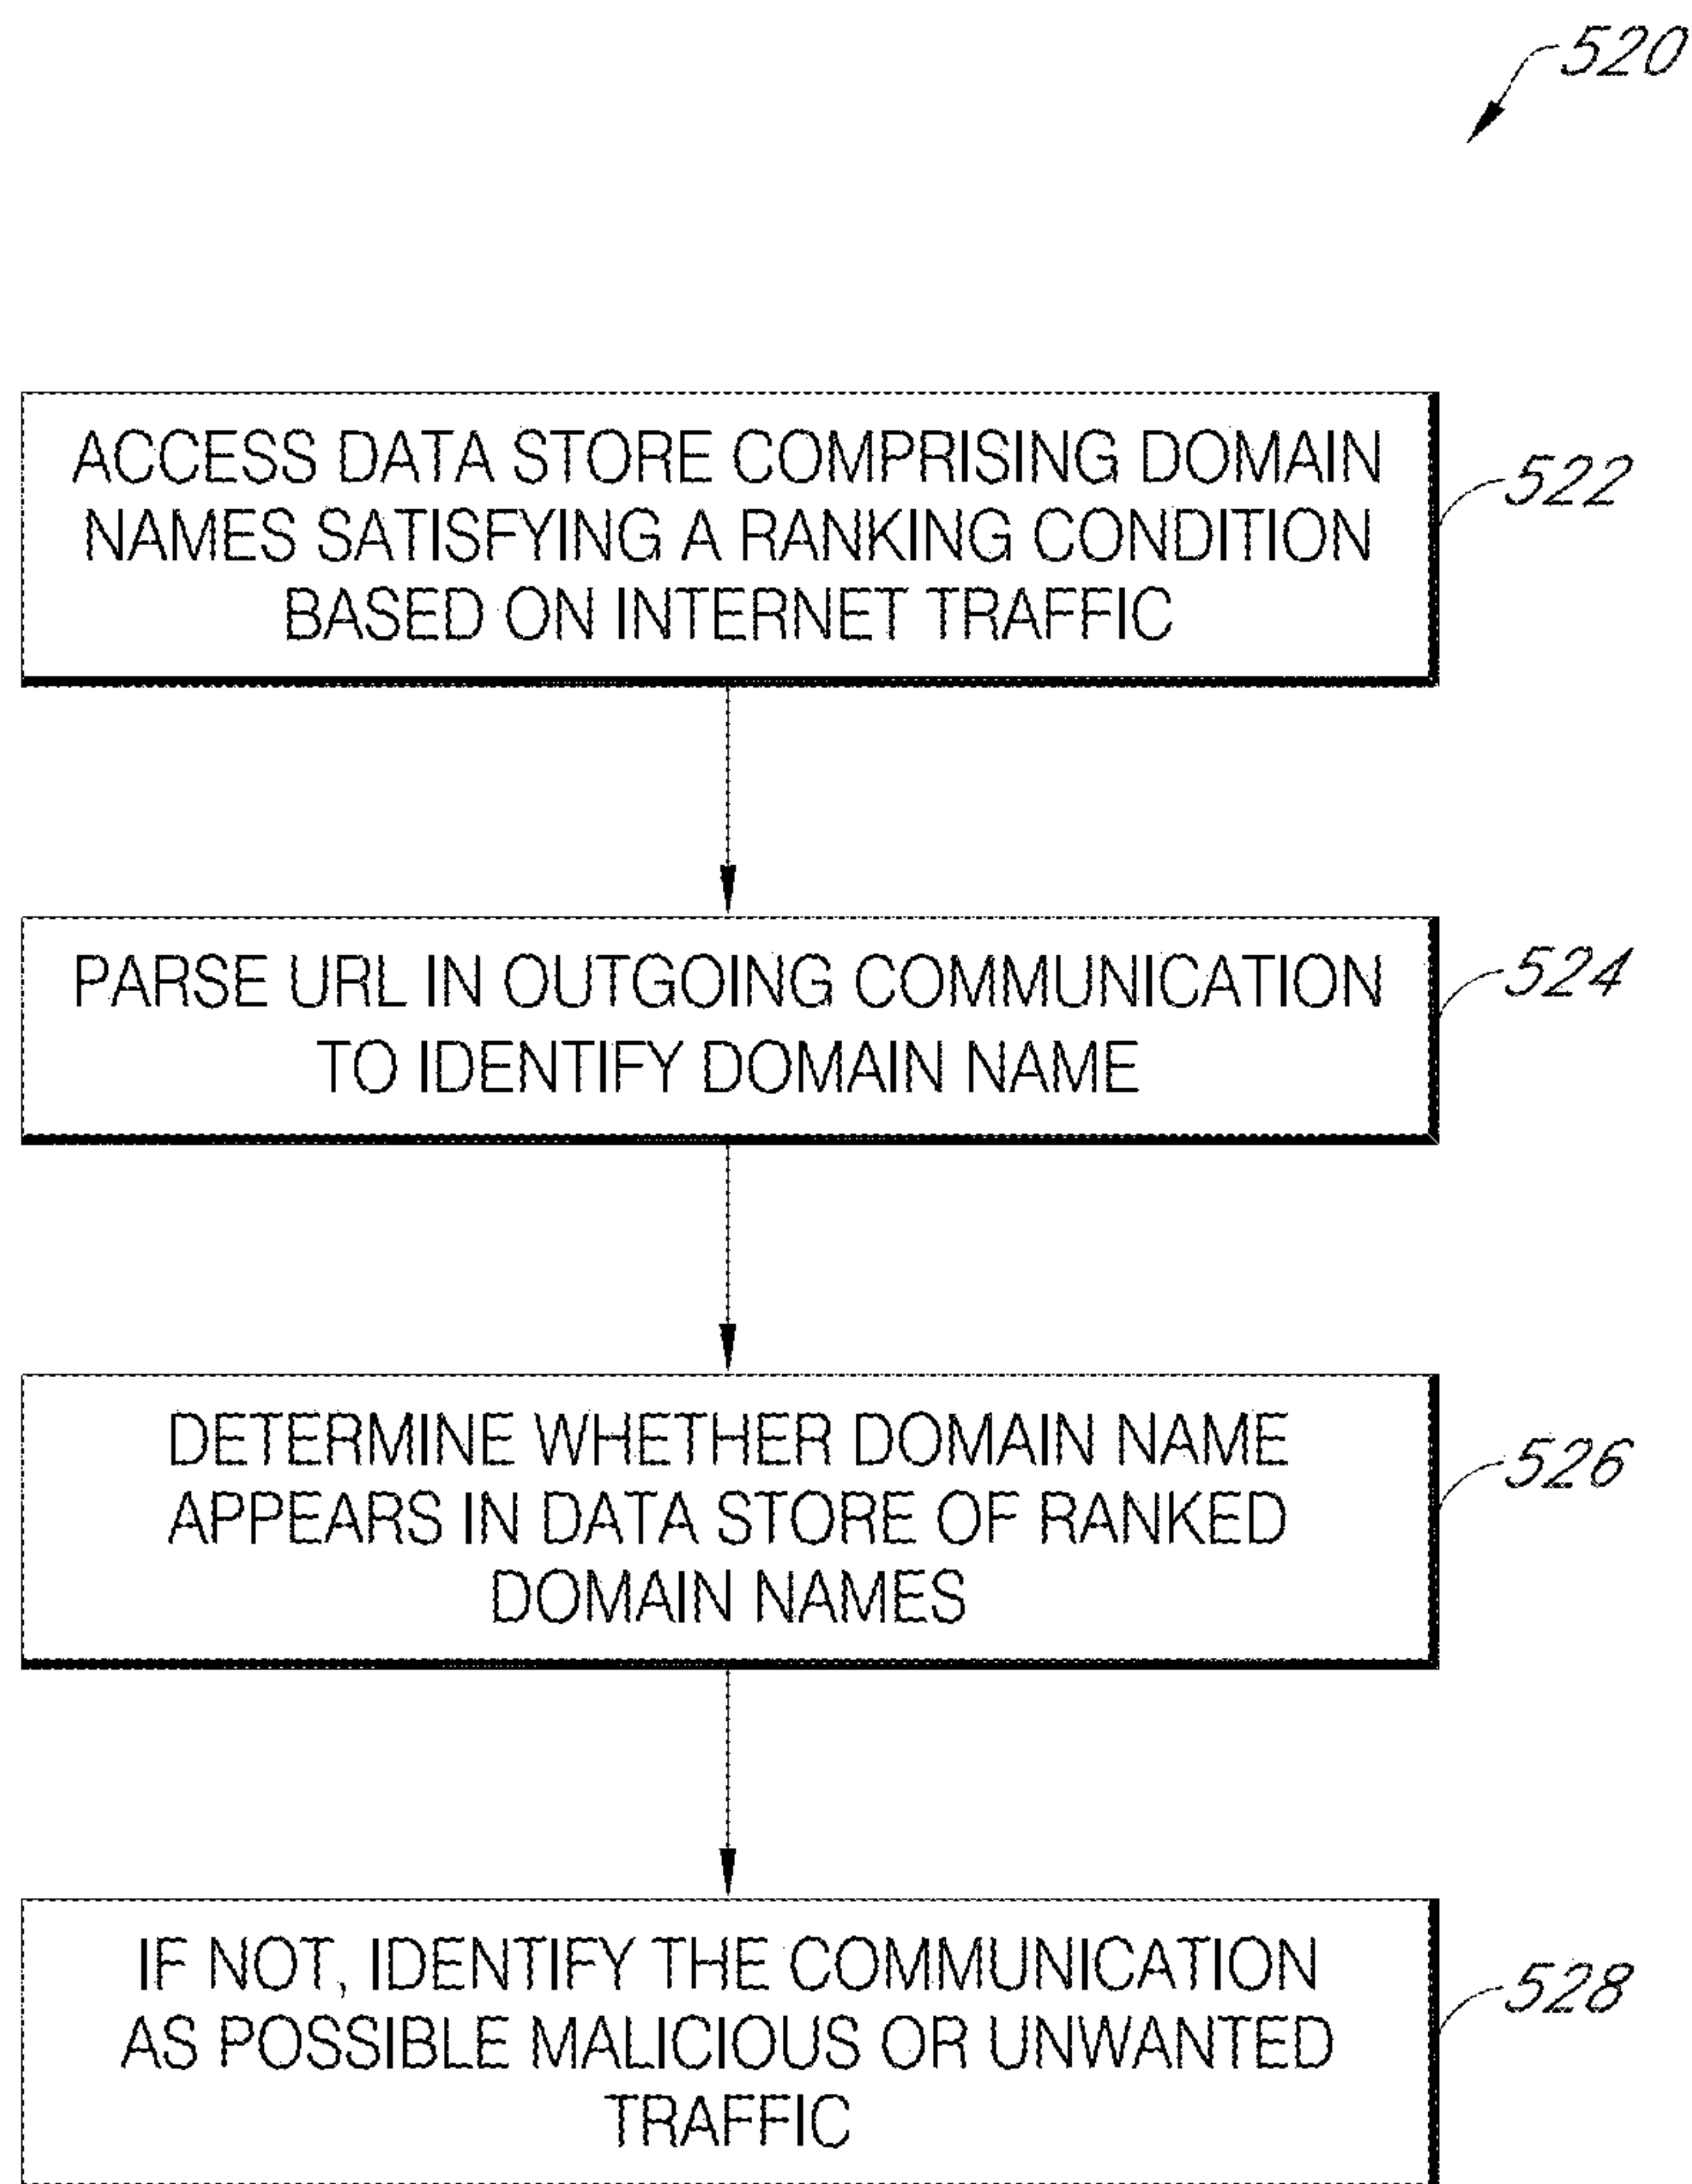 520
ACCESS DATA STORE COMPRISING DOMAIN
NAMES SATISFYING A RANKING CONDITION
BASED ON INTERNET TRAFFIC
522
PARSE URL IN OUTGOING COMMUNICATION
TO IDENTIFY DOMAIN NAME
524
DETERMINE WHETHER DOMAIN NAME
APPEARS IN DATA STORE OF RANKED
DOMAIN NAMES
526
IF NOT, IDENTIFY THE COMMUNICATION
AS POSSIBLE MALICIOUS OR UNWANTED
TRAFFIC
528